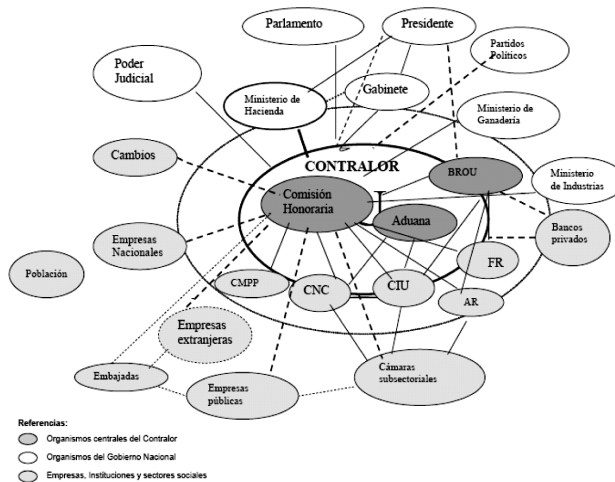 Parlamento
Presidente
Partidos
Políticos
Poder
Judicial
Gabinete
Ministerio de
Hacienda
Ministerio de
Ganadería
Cambios
CONTRALOR
BROU
Ministerio
de Industrias
Comisión
Honoraria
Aduana
Bancos
privados
Empresas
Nacionales
Población
FR
CMPP
CNC
CIU
AR
Empresas
extranjeras
Embajadas
Empresas
públicas
Cámaras
subsectoriales
Referencias:
Organismos centrales del Contralor
Organismos del Gobierno Nacional
Empresas, Instituciones y sectores sociales